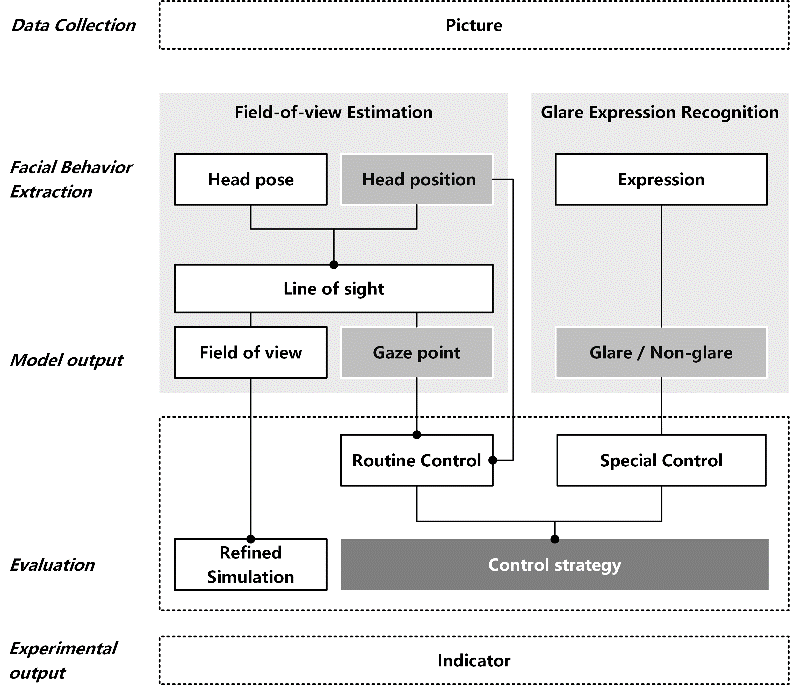 Data Collection
Picture
Field-of-view Estimation
Glare Expression Recognition
Facial Behavior
Extraction
Head pose
Head position
Expression
Line of sight
Model output
Field of view
Gaze point
Glare / Non-glare
Routine Control
Special Control
Evaluation
Refined
Simulation
Control strategy
Experimental
output
Indicator